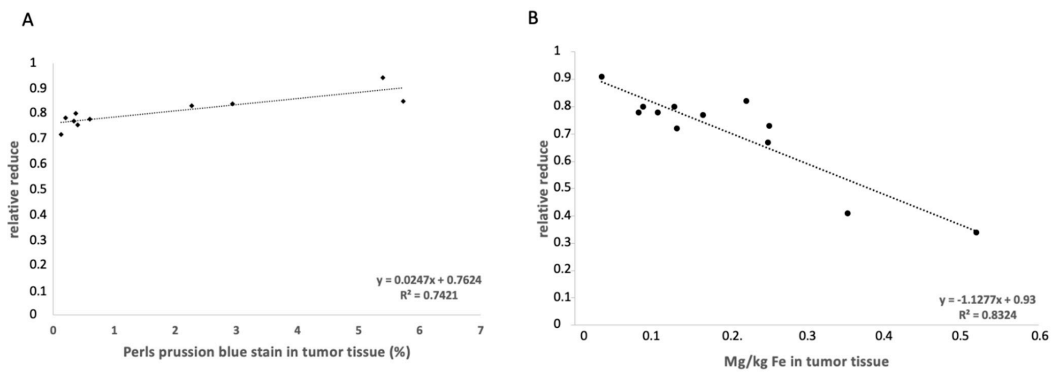 A
relative reduce
1
0.9
0.8
0.7
0.6
0.5
0.4
0.3
0.2
0.1
0
y = 0.0247x + 0.7624
R² = 0.7421
0 1 2 3 4 5 6 7
Perls prussion blue stain in tumor tissue (%)
B
relative reduce
1
0.9
0.8
0.7
0.6
0.5
0.4
0.3
0.2
0.1
0
y = -1.1277x + 0.93
R² = 0.8324
0 0.1 0.2 0.3 0.4 0.5 0.6
Mg/kg Fe in tumor tissue